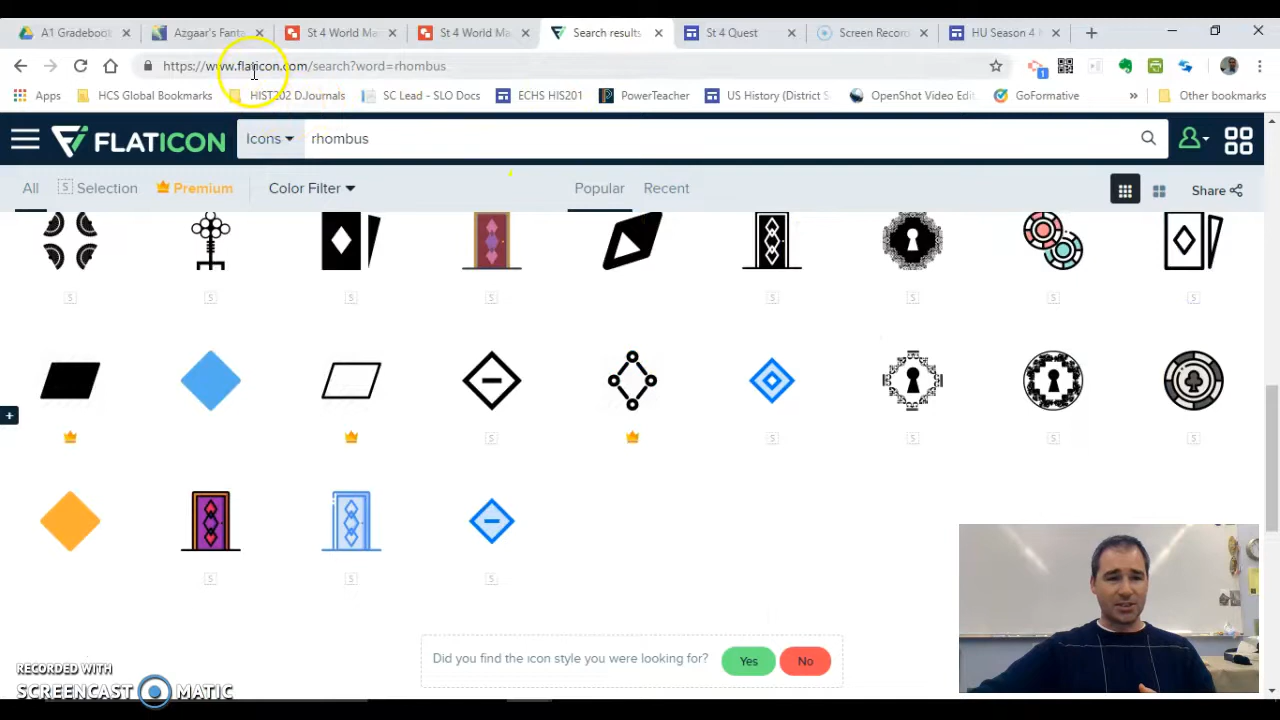 A1 Gradebook
Azgaar's Fanta
St 4 World Ma
St 4 World Ma
Search results
St 4 Quest
Screen Recoro
HU Season 4 H
https://www.flaticon.com/search?word=rhombus
1
Apps
HCS Global Bookmarks
HIST202 DJournals
SC Lead - SLO Docs
ECHS HIS201
PowerTeacher
US History (District S
OpenShot Video Edit
GoFormative
»
Other bookmarks
FLATICON
Icons
rhombus
All
S Selection
Premium
Color Filter
Popular
Recent
Share
S S S S S S S S
S S S S S
S S S
Did you find the icon style you were looking for? Yes No
RECORDED WITH
SCREENCAST MATIC